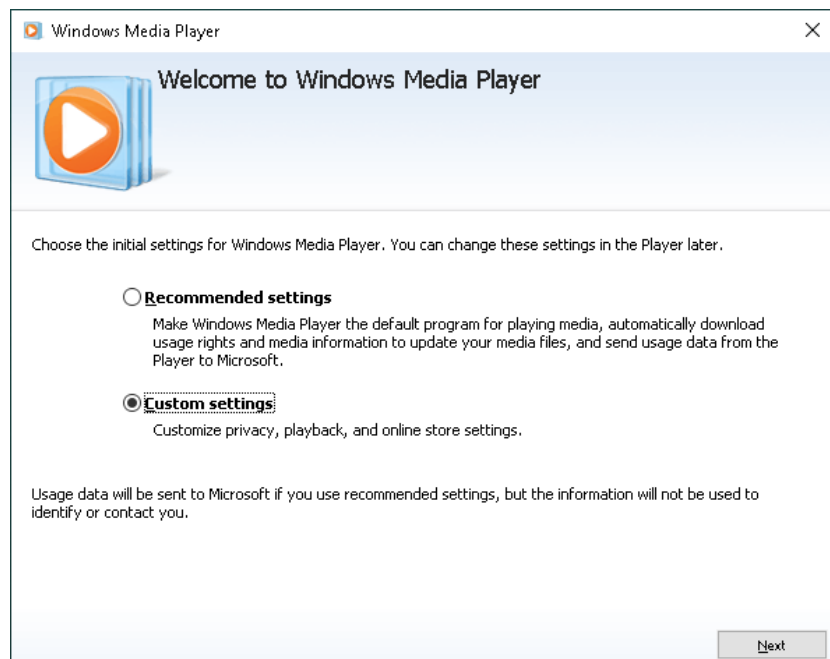 Windows Media Player
Welcome to Windows Media Player
Choose the initial settings for Windows Media Player. You can change these settings in the Player later.
Recommended settings
Make Windows Media Player the default program for playing media, automatically download
usage rights and media information to update your media files, and send usage data from the
Player to Microsoft.
Custom settings
Customize privacy, playback, and online store settings.
Usage data will be sent to Microsoft if you use recommended settings, but the information will not be used to
identify or contact you.
Next